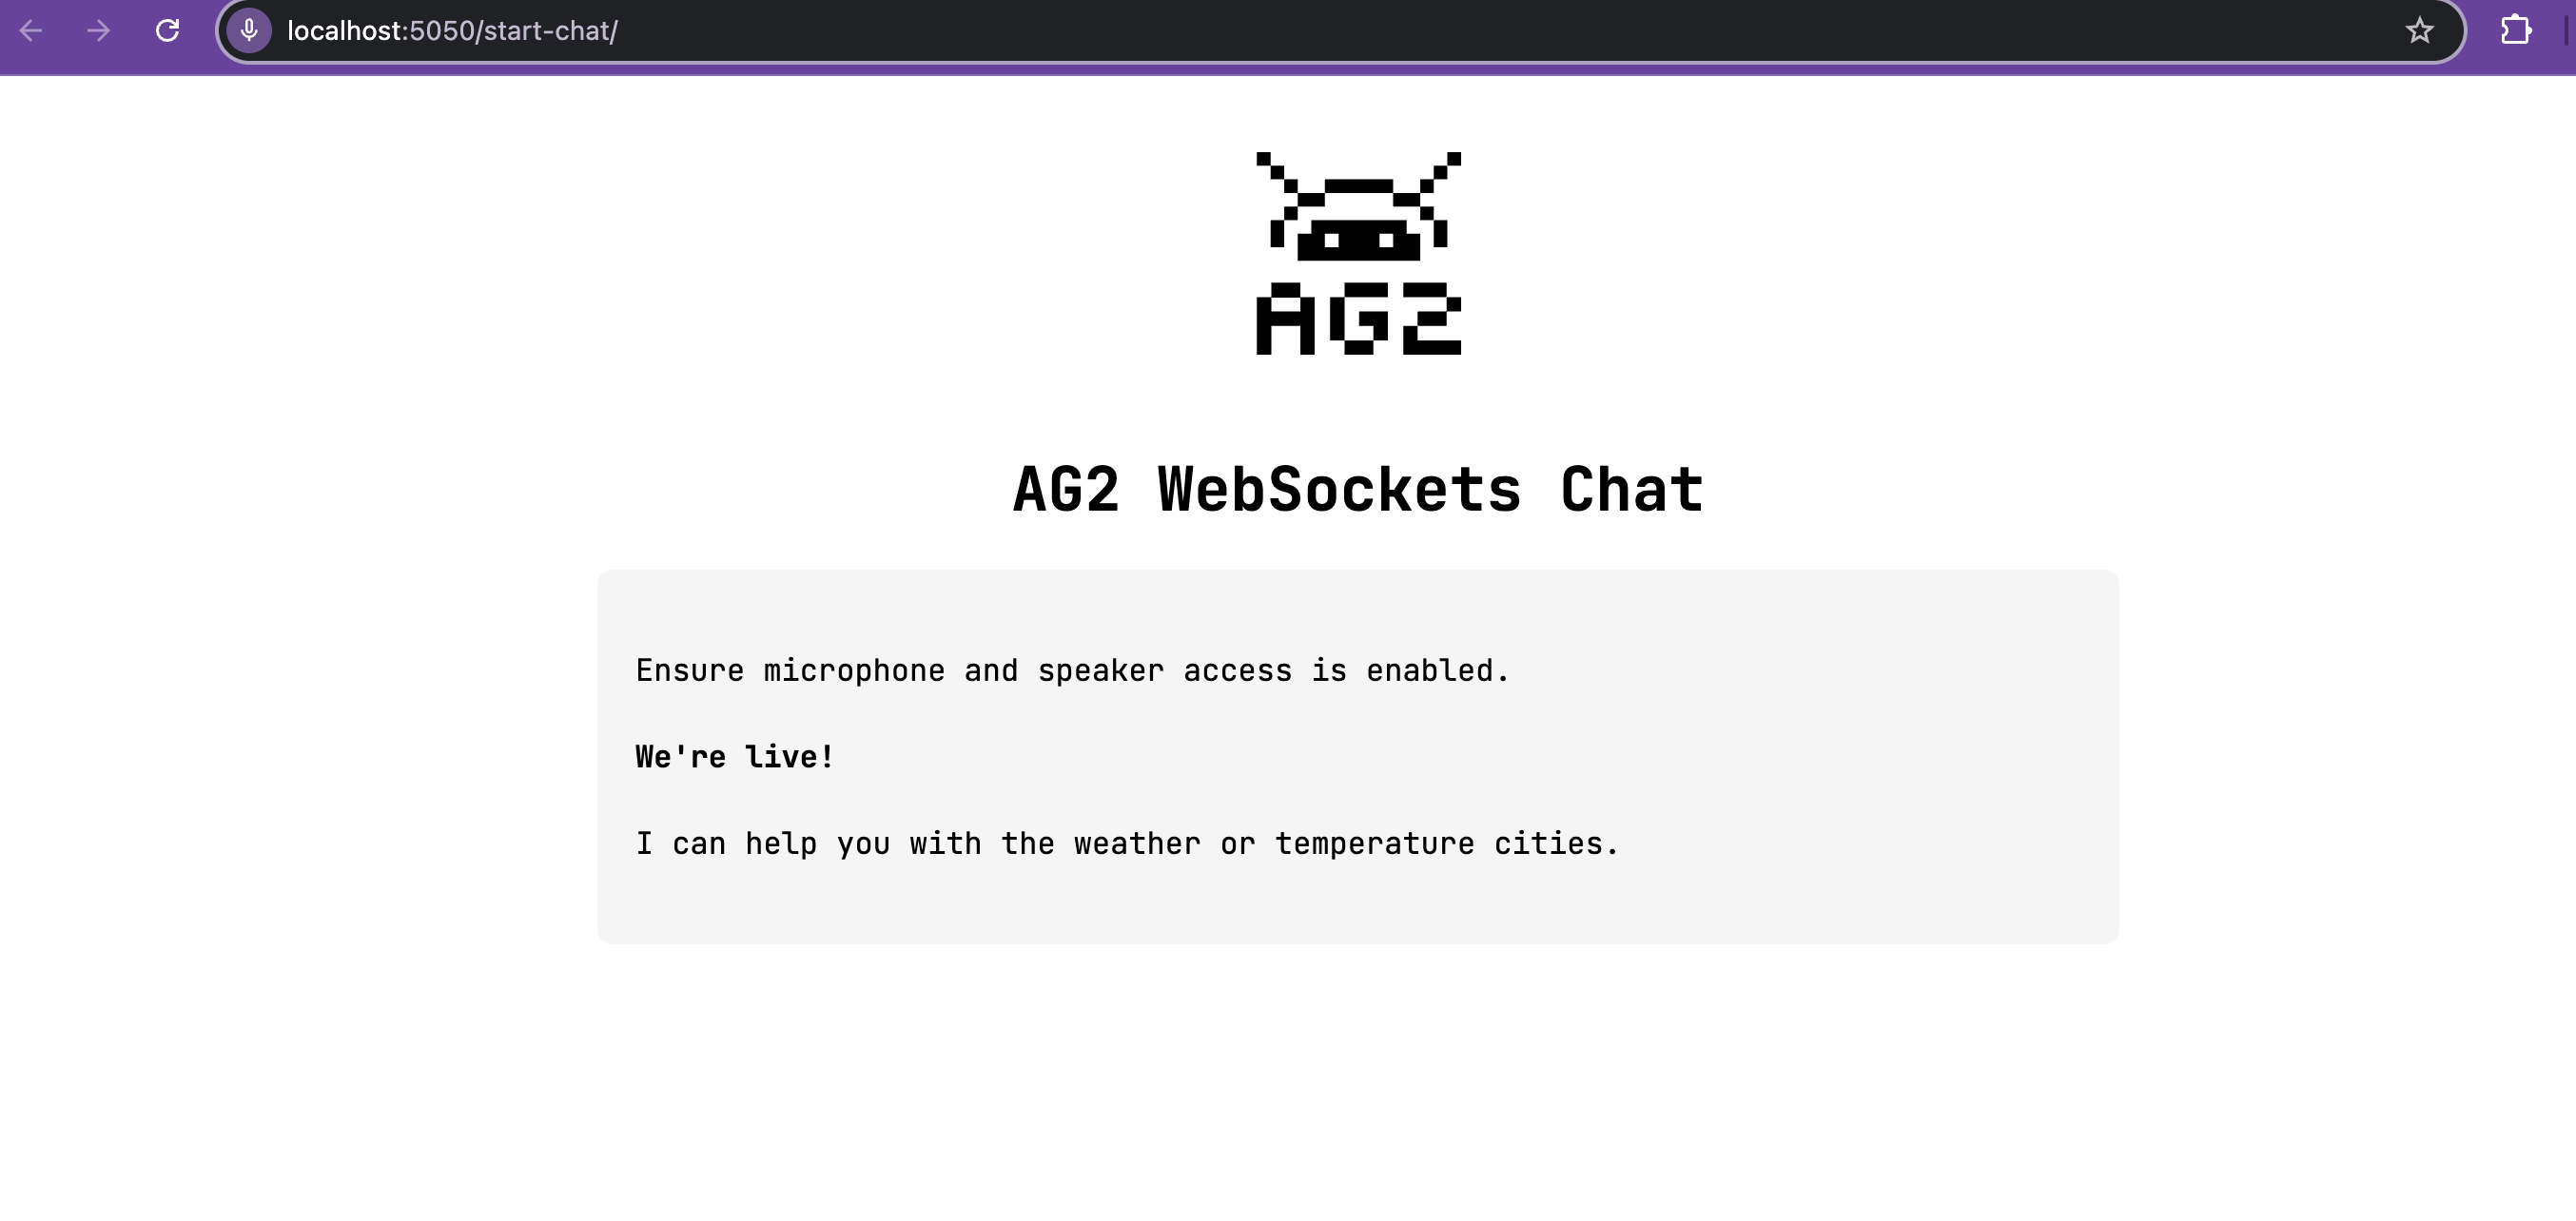 localhost:5050/start-chat/
AG2
AG2 WebSockets Chat
Ensure microphone and speaker access is enabled.
We're live!
I can help you with the weather or temperature cities.